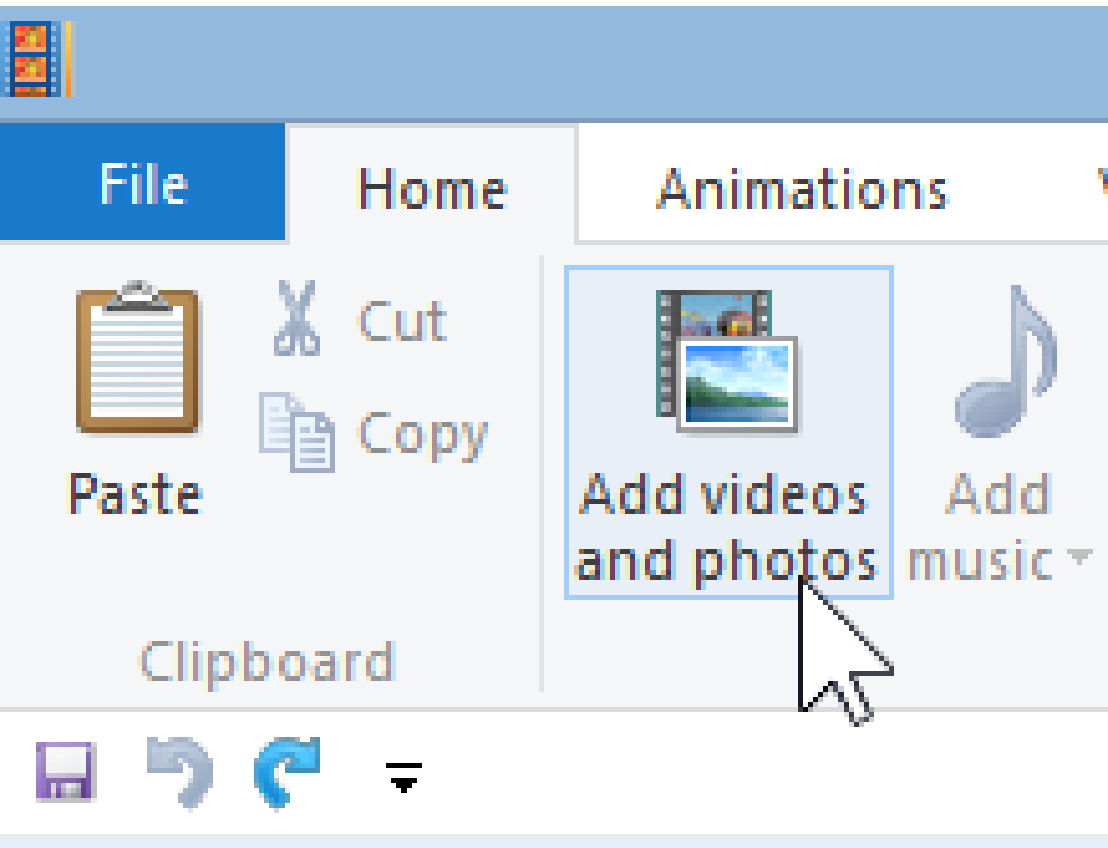 File
Home
Animations
Cut
Copy
Paste
Add videos
and photos
Add
music
Clipboard